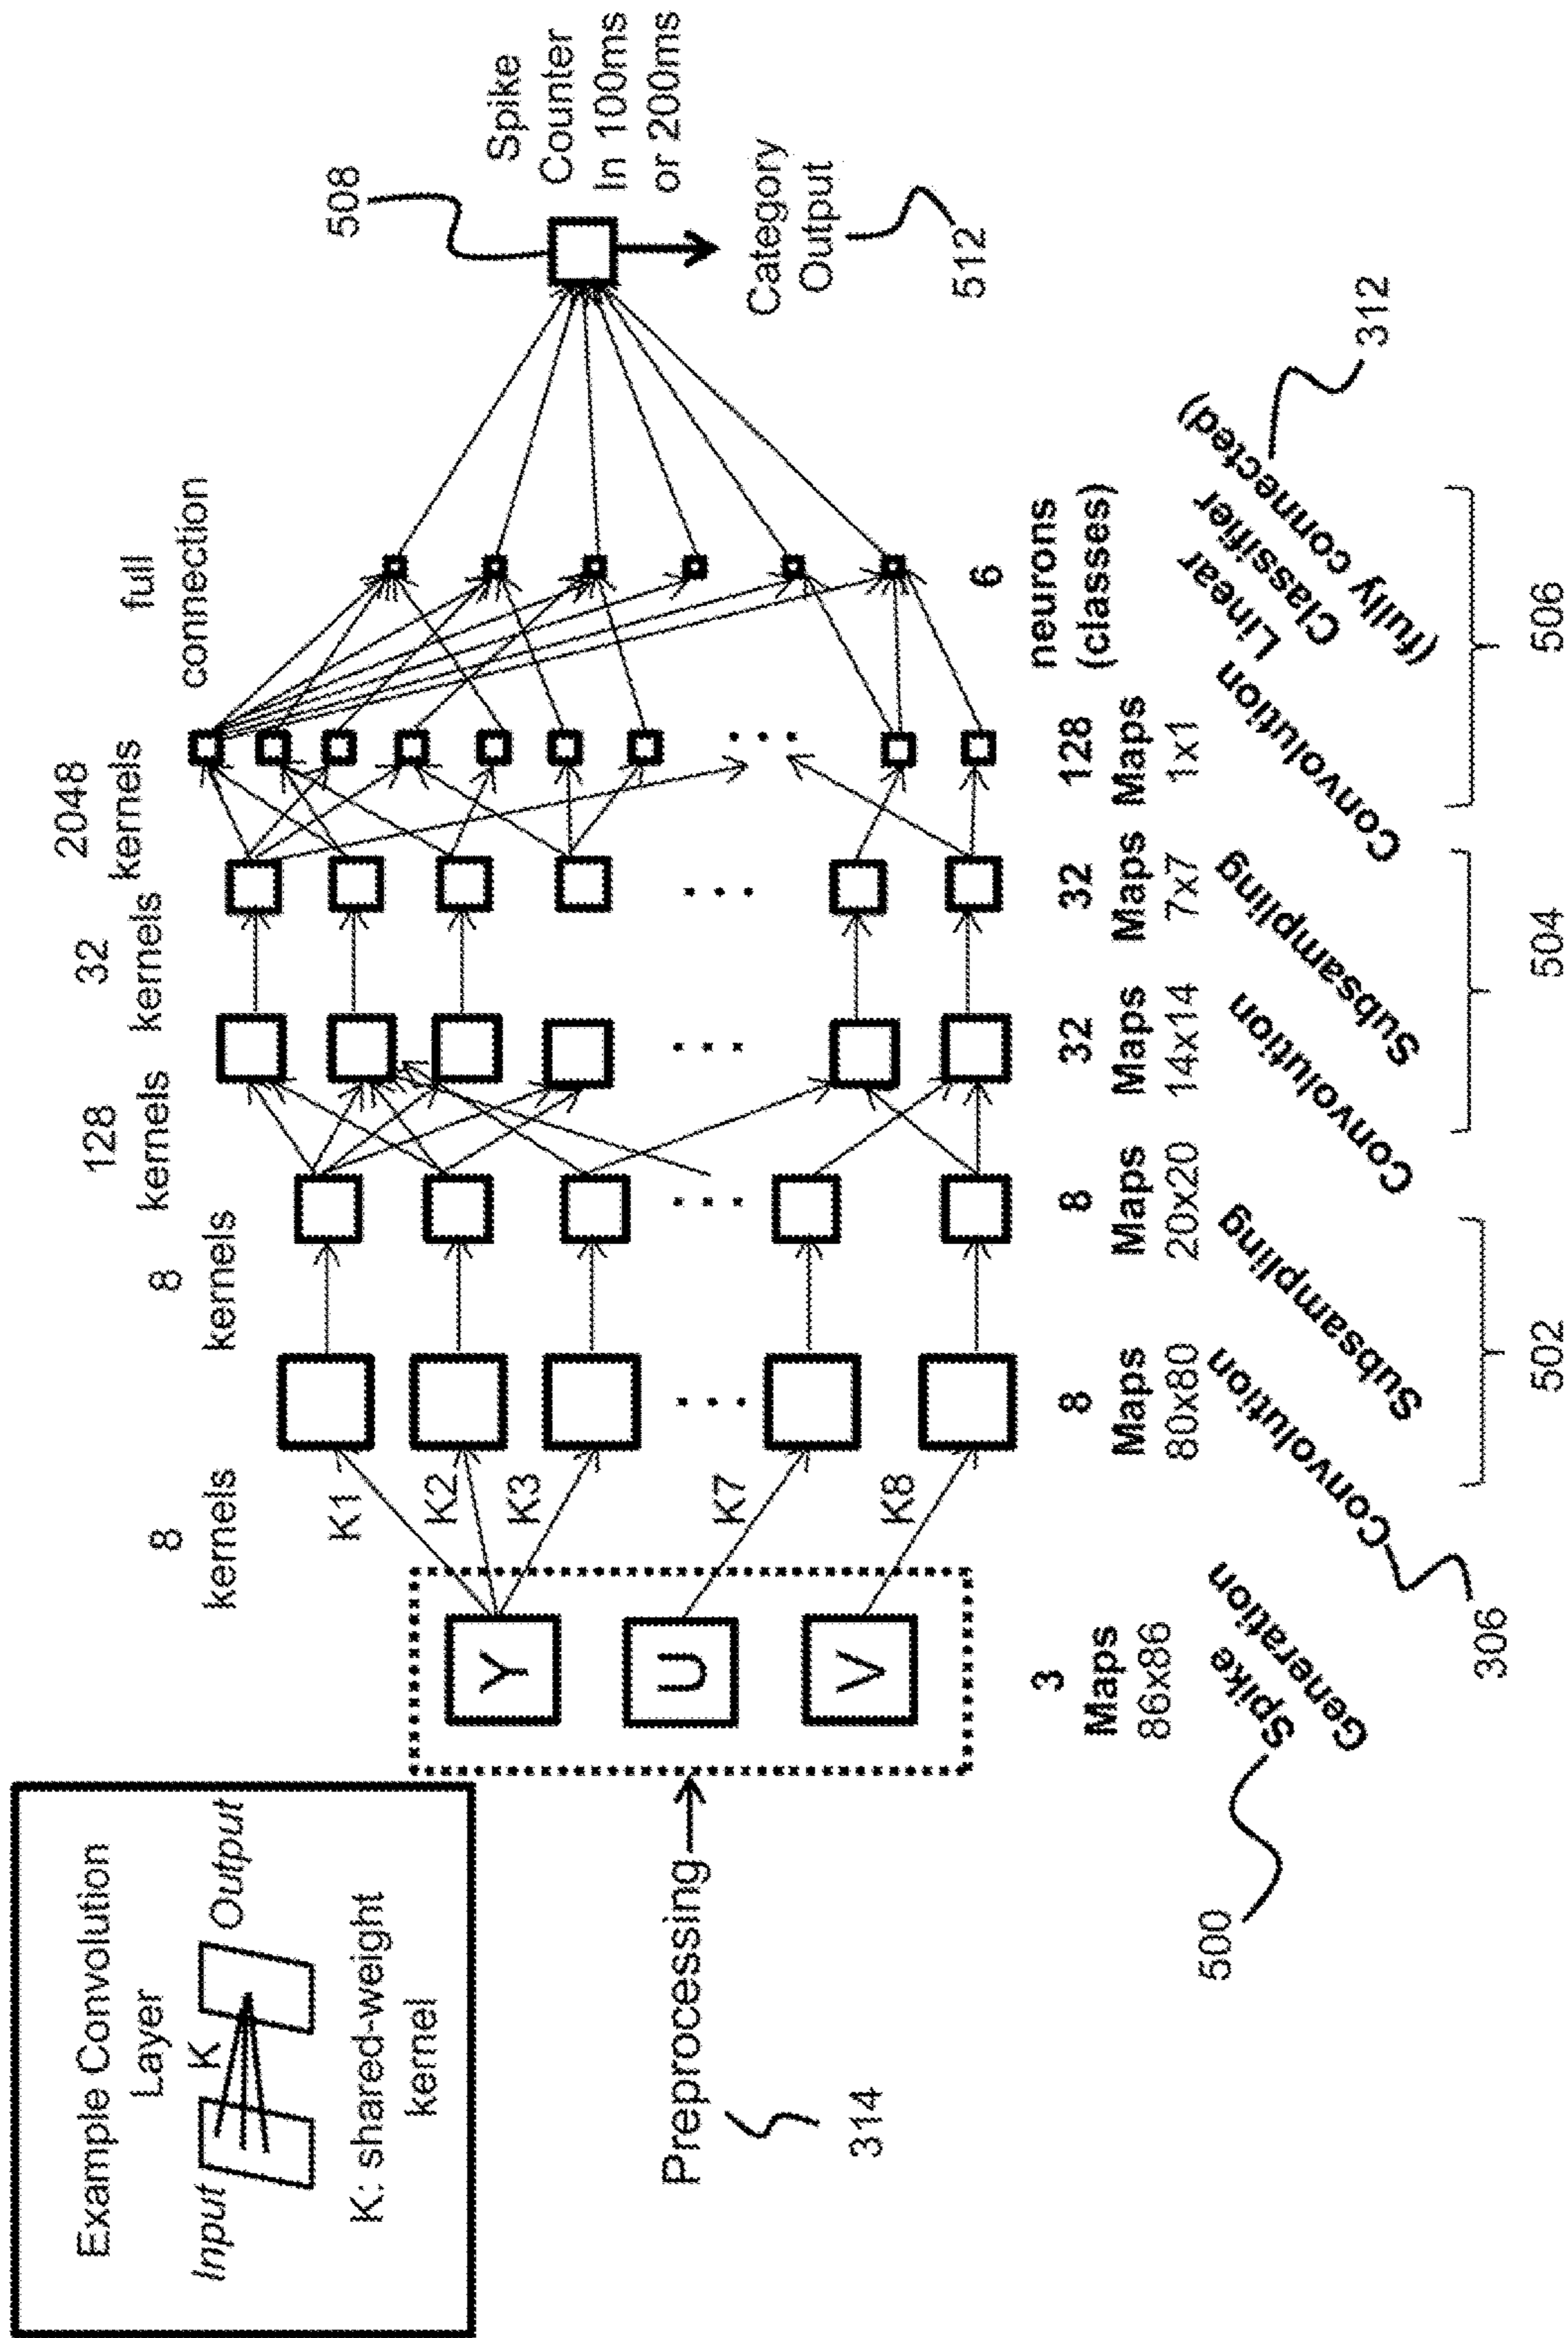 Example Convolution
Layer
Input
K
Output
K: shared-weight
kernel
Preprocessing
314
Y
U
V
8
kernels
8
kernels
128
kernels
32
kernels
2048
kernels
full
connection
K1
K2
K3
K7
K8
508
Spike
Counter
In 100ms
or 200ms
Category
Output
512
3
Maps
86x86
8
Maps
80x80
8
Maps
20x20
32
Maps
14x14
32
Maps
7x7
128
Maps
1x1
6
neurons
(classes)
500
Spike
Generation
306
Convolution
Subsampling
Convolution
Subsampling
Convolution
Linear
Classifier
(fully connected)
312
502
504
506